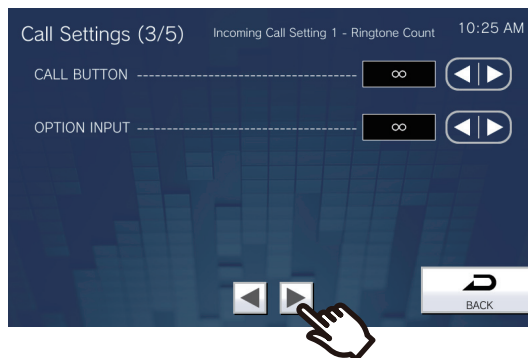 Call Settings (3/5) Incoming Call Setting 1 - Ringtone Count 10:25 AM
CALL BUTTON ------------------------------------ ∞
OPTION INPUT ------------------------------------ ∞
BACK